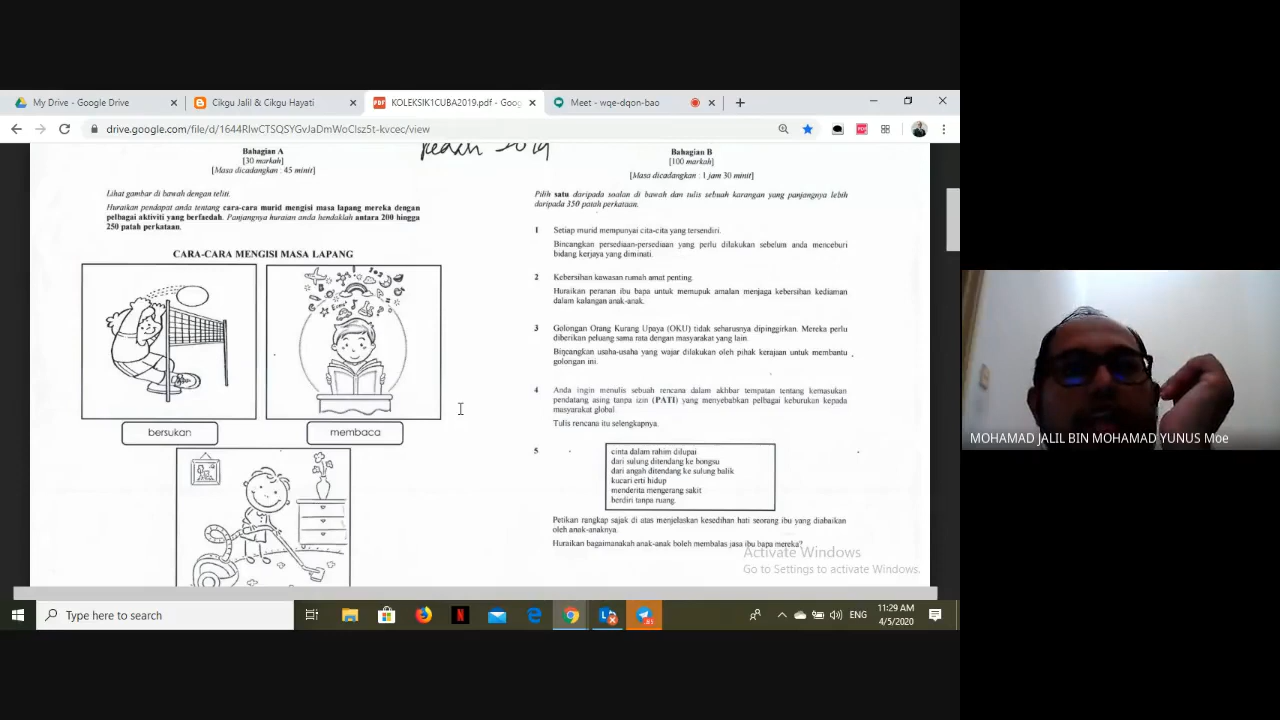 My Drive - Google Drive
Cikgu Jalil & Cikgu Hayati
KOLEKSIK1CUBA2019.pdf - Goog
Meet - wqe-dqon-bao
drive.google.com/file/d/1644RIwCTSQSYGvJaDmWoClsz5t-kvcec/view
2019
Bahagian A
[30 markah]
[Masa dicadangkan : 45 minit]
Lihat gambar di bawah dengan teliti.
Huraikan pendapat anda tentang cara-cara murid mengisi masa lapang mereka dengan
pelbagai aktiviti yang berfaedah. Panjangnya huraian anda hendaklah antara 200 hingga
250 patah perkataan.
CARA-CARA MENGISI MASA LAPANG
bersukan
membaca
Bahagian B
[100 markah]
[Masa dicadangkan : 1 jam 30 minit]
Pilih satu daripada soalan di bawah dan tulis sebuah karangan yang panjangnya lebih
daripada 350 patah perkataan.
1 Setiap murid mempunyai cita-cita yang tersendiri.
Bincangkan persediaan-persediaan yang perlu dilakukan sebelum anda menceburi
bidang kerjaya yang diminati.
2 Kebersihan kawasan rumah amat penting.
Huraikan peranan ibu bapa untuk memupuk amalan menjaga kebersihan kediaman
dalam kalangan anak-anak.
3 Golongan Orang Kurang Upaya (OKU) tidak seharusnya dipinggirkan. Mereka perlu
diberikan peluang sama rata dengan masyarakat yang lain.
Bincangkan usaha-usaha yang wajar dilakukan oleh pihak kerajaan untuk membantu
golongan ini.
4 Anda ingin menulis sebuah rencana dalam akhbar tempatan tentang kemasukan
pendatang asing tanpa izin (PATI) yang menyebabkan pelbagai keburukan kepada
masyarakat global.
Tulis rencana itu selengkapnya.
5 cinta dalam rahim dilupai
dari sulung ditendang ke bongsu
dari angah ditendang ke sulung balik
kucari erti hidup
menderita mengerang sakit
berdiri tanpa ruang.
Petikan rangkap sajak di atas menjelaskan kesedihan hati seorang ibu yang diabaikan
oleh anak-anaknya.
Huraikan bagaimanakah anak-anak boleh membalas jasa ibu bapa mereka?
Activate Windows
Go to Settings to activate Windows.
Type here to search
ENG
11:29 AM
4/5/2020
MOHAMAD JALIL BIN MOHAMAD YUNUS Moe